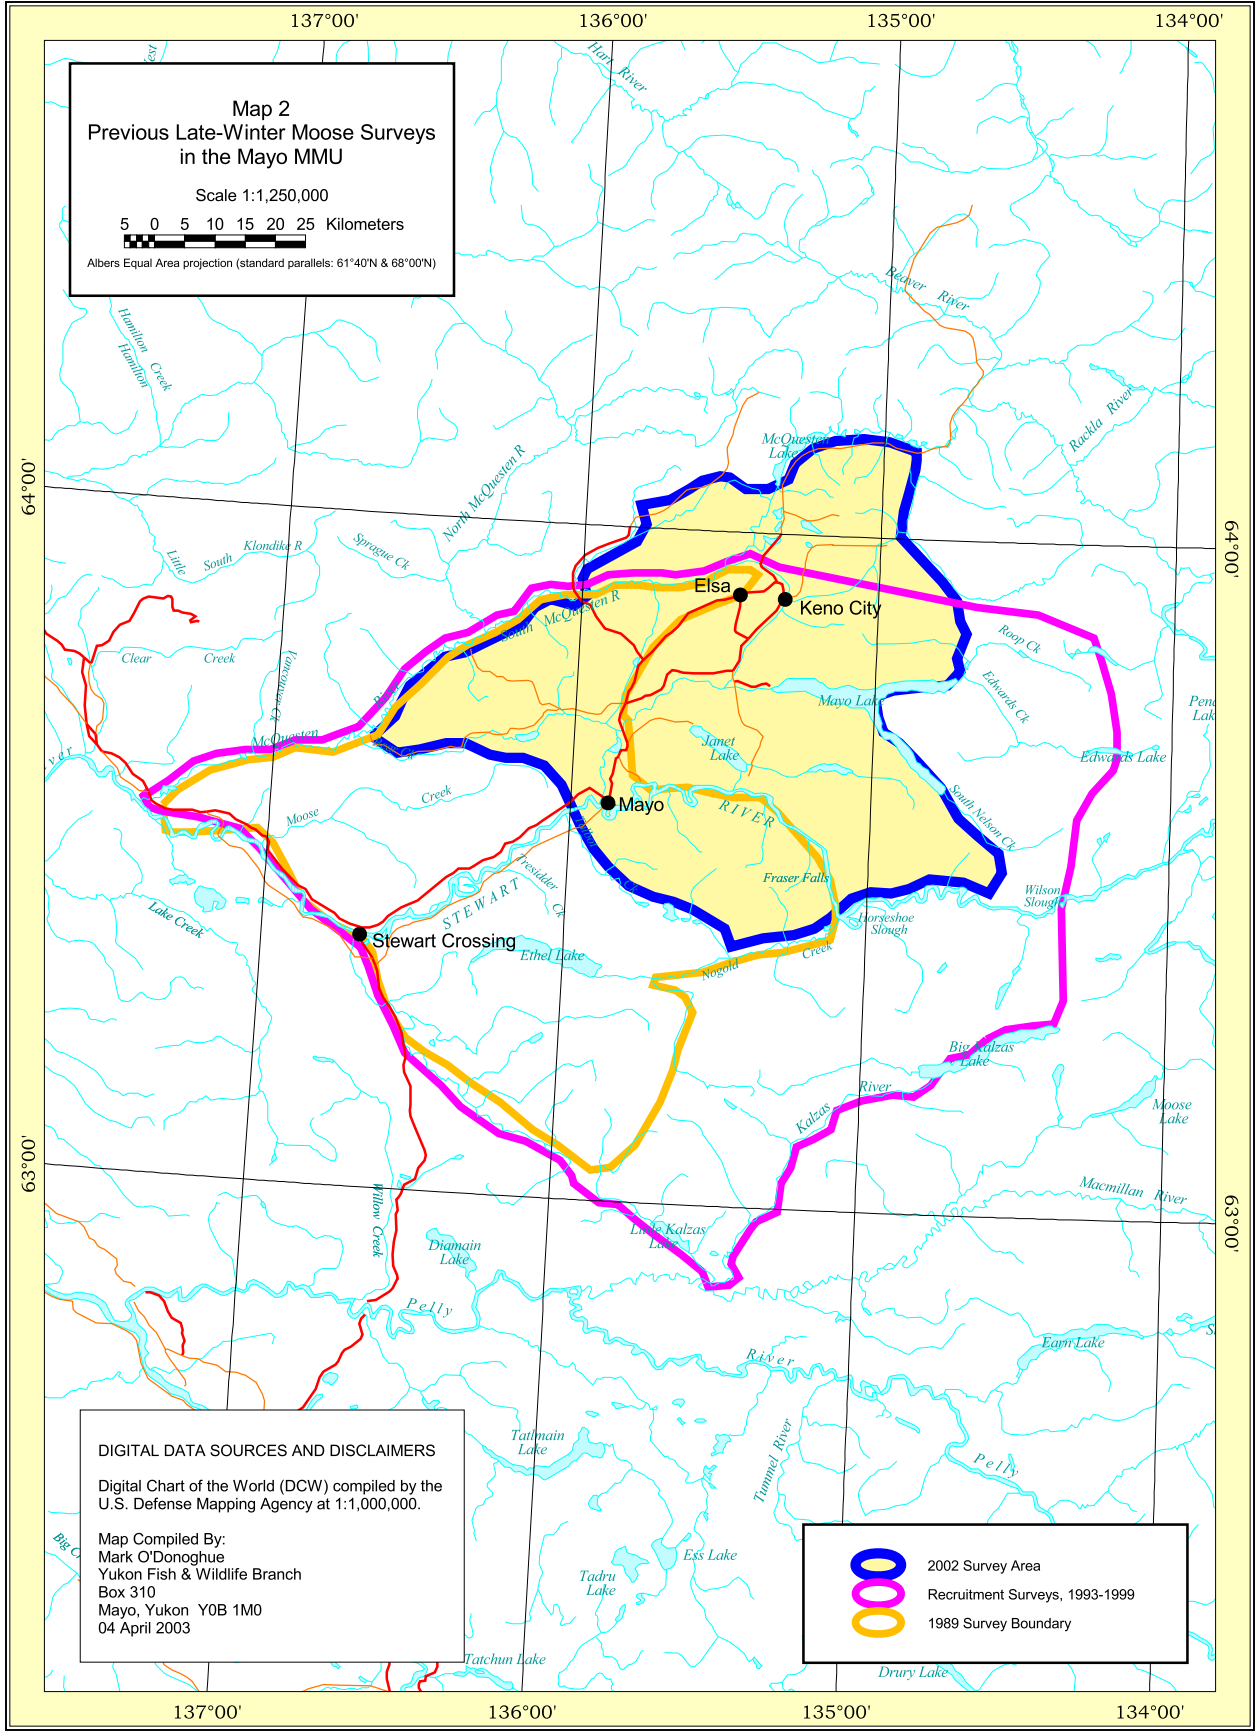 137°00'
136°00'
135°00'
134°00'
Map 2
Previous Late-Winter Moose Surveys
in the Mayo MMU
Scale 1:1,250,000
5 0 5 10 15 20 25 Kilometers
Albers Equal Area projection (standard parallels: 61°40'N & 68°00'N)
Hart River
Beaver River
Hamilton Creek
Hamilton
Rackla River
McQuesten
Lake
64°00'
64°00'
North McQuesten R
Little South Klondike R
Sprague Ck
Elsa
Keno City
South McQuesten R
Roop Ck
Clear Creek
Vancouver Ck
Edwards Ck
Mayo Lake
McQuesten
River
Janet
Lake
Edwards Lake
Moose Creek
Mayo
RIVER
South Nelson Ck
Tresidder Ck
STEWART
Fraser Falls
Wilson
Slough
Horseshoe
Slough
Lake Creek
Stewart Crossing
Ethel Lake
Nogold Creek
Big Kalzas
Lake
Kalzas River
Moose
Lake
63°00'
63°00'
Macmillan River
Willow Creek
Little Kalzas
Lake
Diamain
Lake
Pelly
River
Earn Lake
Tatlmain
Lake
Tummel River
Pelly
Ess Lake
Tadru
Lake
Tatchun Lake
Drury Lake
DIGITAL DATA SOURCES AND DISCLAIMERS
Digital Chart of the World (DCW) compiled by the
U.S. Defense Mapping Agency at 1:1,000,000.
Map Compiled By:
Mark O'Donoghue
Yukon Fish & Wildlife Branch
Box 310
Mayo, Yukon Y0B 1M0
04 April 2003
2002 Survey Area
Recruitment Surveys, 1993-1999
1989 Survey Boundary
137°00'
136°00'
135°00'
134°00'